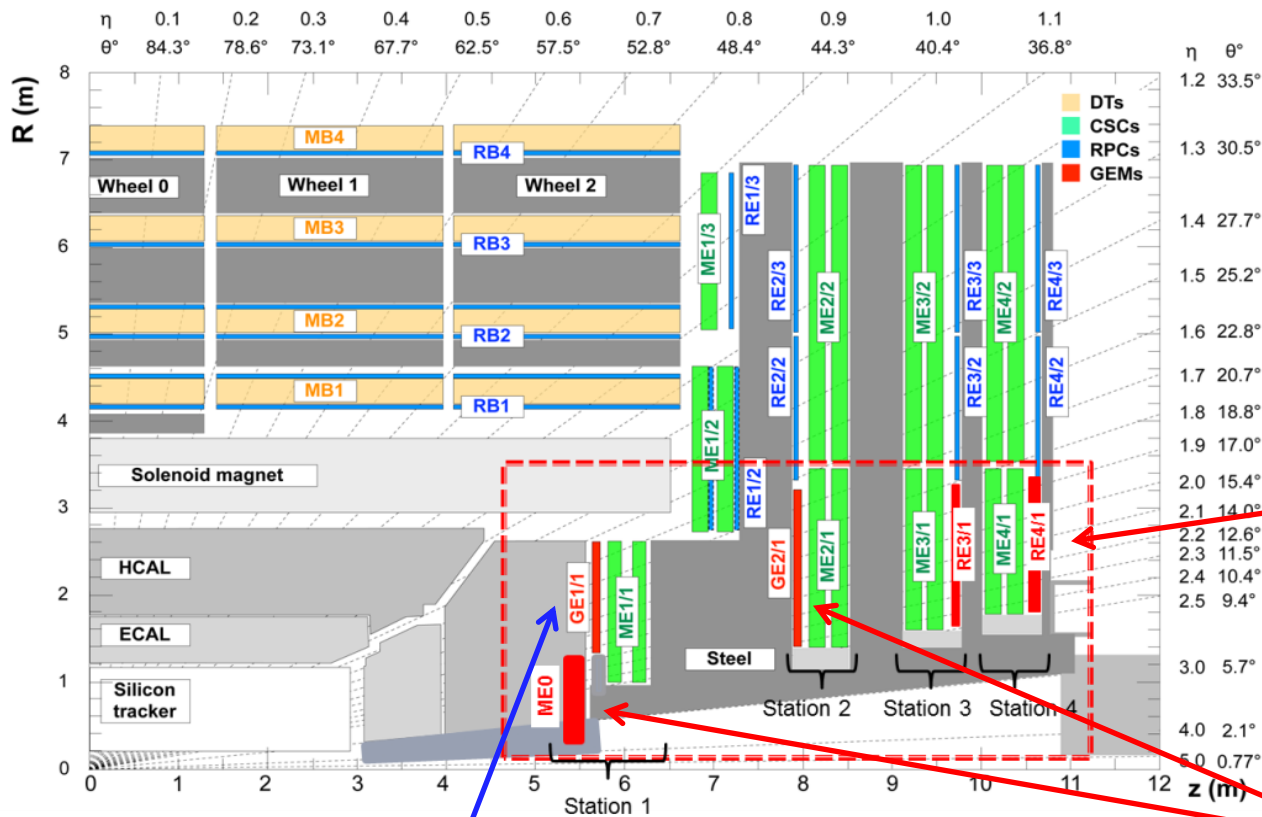 η 0.1 0.2 0.3 0.4 0.5 0.6 0.7 0.8 0.9 1.0 1.1
θ° 84.3° 78.6° 73.1° 67.7° 62.5° 57.5° 52.8° 48.4° 44.3° 40.4° 36.8° η θ°
R (m)
8
7
6
5
4
3
2
1
0
1.2 33.5°
1.3 30.5°
1.4 27.7°
1.5 25.2°
1.6 22.8°
1.7 20.7°
1.8 18.8°
1.9 17.0°
2.0 15.4°
2.1 14.0°
2.2 12.6°
2.3 11.5°
2.4 10.4°
2.5 9.4°
3.0 5.7°
4.0 2.1°
5.0 0.77°
DTs
CSCs
RPCs
GEMs
MB4
RB4
Wheel 0 Wheel 1 Wheel 2
MB3
RB3
MB2
RB2
MB1
RB1
Solenoid magnet
HCAL
ECAL
Silicon
tracker
ME1/3
RE1/3
ME1/2
RE1/2
RE2/3
RE2/2
ME2/2
ME3/2
RE3/3
RE3/2
ME4/2
RE4/3
RE4/2
GE1/1
ME1/1
ME0
GE2/1
ME2/1
ME3/1
RE3/1
ME4/1
RE4/1
Steel
Station 2 Station 3 Station 4
Station 1
0 1 2 3 4 5 6 7 8 9 10 11 12
z (m)